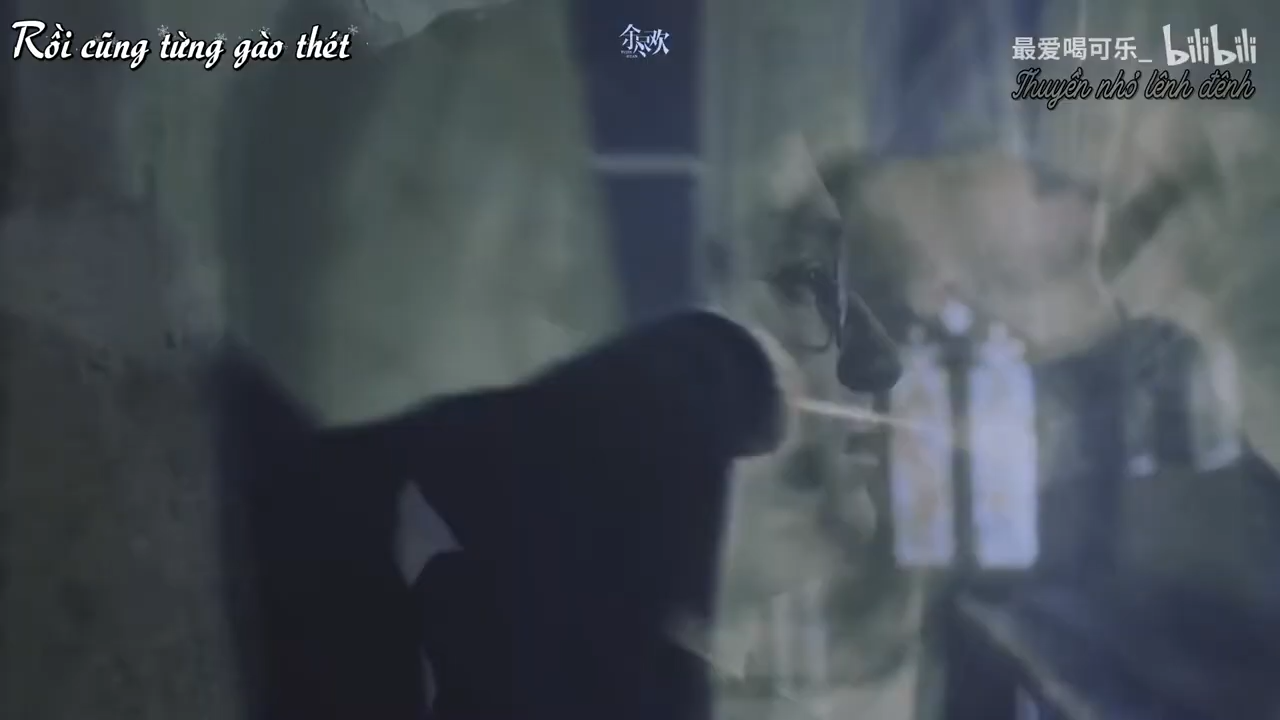 Rồi cũng từng gào thét
余欢
最爱喝可乐_ bilibili
Thuyền nhỏ lênh đênh